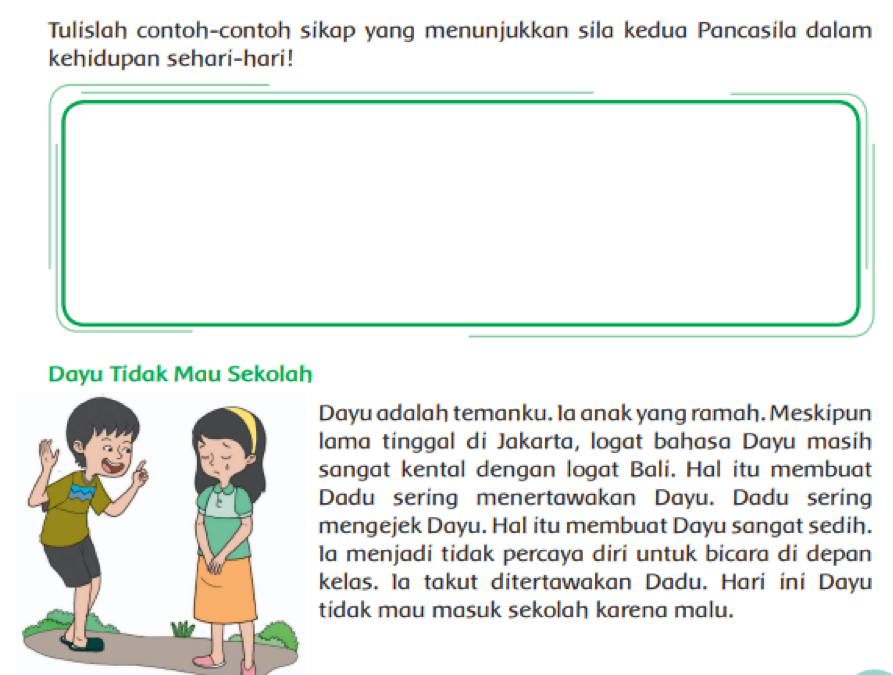 Tulislah contoh-contoh sikap yang menunjukkan sila kedua Pancasila dalam
kehidupan sehari-hari!
Dayu Tidak Mau Sekolah
Dayu adalah temanku. Ia anak yang ramah. Meskipun
lama tinggal di Jakarta, logat bahasa Dayu masih
sangat kental dengan logat Bali. Hal itu membuat
Dadu sering menertawakan Dayu. Dadu sering
mengejek Dayu. Hal itu membuat Dayu sangat sedih.
Ia menjadi tidak percaya diri untuk bicara di depan
kelas. Ia takut ditertawakan Dadu. Hari ini Dayu
tidak mau masuk sekolah karena malu.